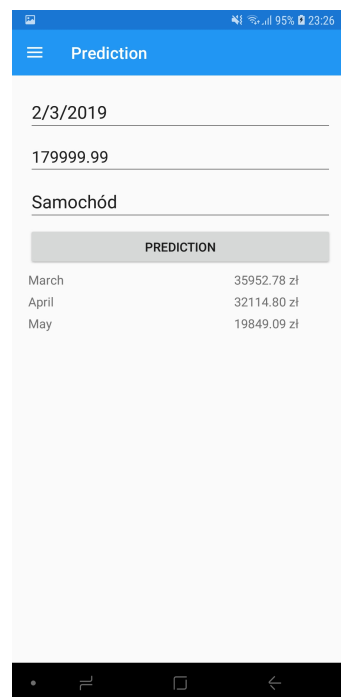 95% 23:26
Prediction
2/3/2019
179999.99
Samochód
PREDICTION
March 35952.78 zł
April 32114.80 zł
May 19849.09 zł